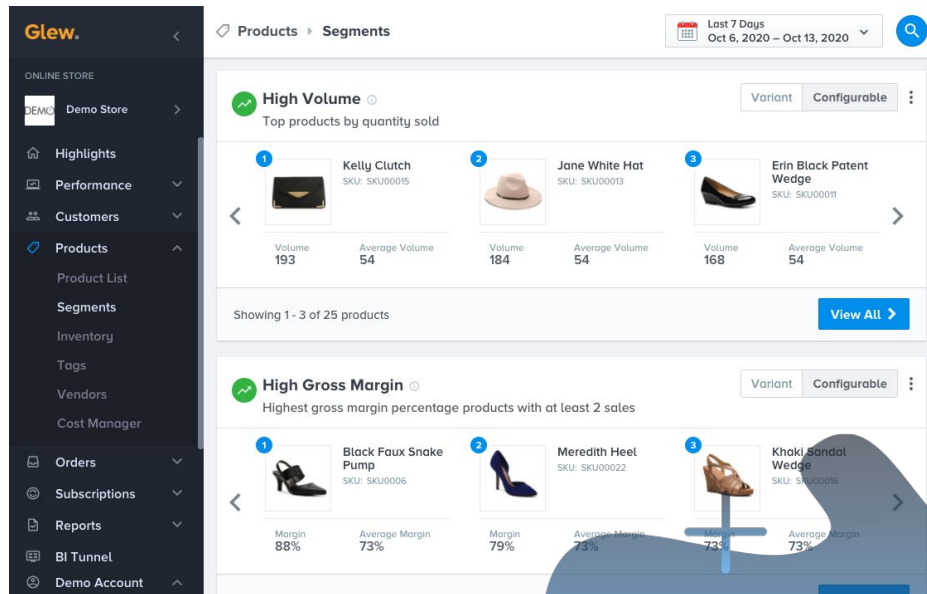 Glew.
Products
Segments
Last 7 Days
Oct 6, 2020 – Oct 13, 2020
ONLINE STORE
DEMO
Demo Store
Highlights
Performance
Customers
Products
Product List
Segments
Inventory
Tags
Vendors
Cost Manager
Orders
Subscriptions
Reports
BI Tunnel
Demo Account
High Volume
Top products by quantity sold
Variant
Configurable
1
Kelly Clutch
SKU: SKU00015
Volume
193
Average Volume
54
2
Jane White Hat
SKU: SKU00013
Volume
184
Average Volume
54
3
Erin Black Patent
Wedge
SKU: SKU00011
Volume
168
Average Volume
54
Showing 1 - 3 of 25 products
View All
High Gross Margin
Highest gross margin percentage products with at least 2 sales
Variant
Configurable
1
Black Faux Snake
Pump
SKU: SKU0006
Margin
88%
Average Margin
73%
2
Meredith Heel
SKU: SKU00022
Margin
79%
Average Margin
73%
3
Khaki Sandal
Wedge
SKU: SKU00016
Margin
73%
Average Margin
73%